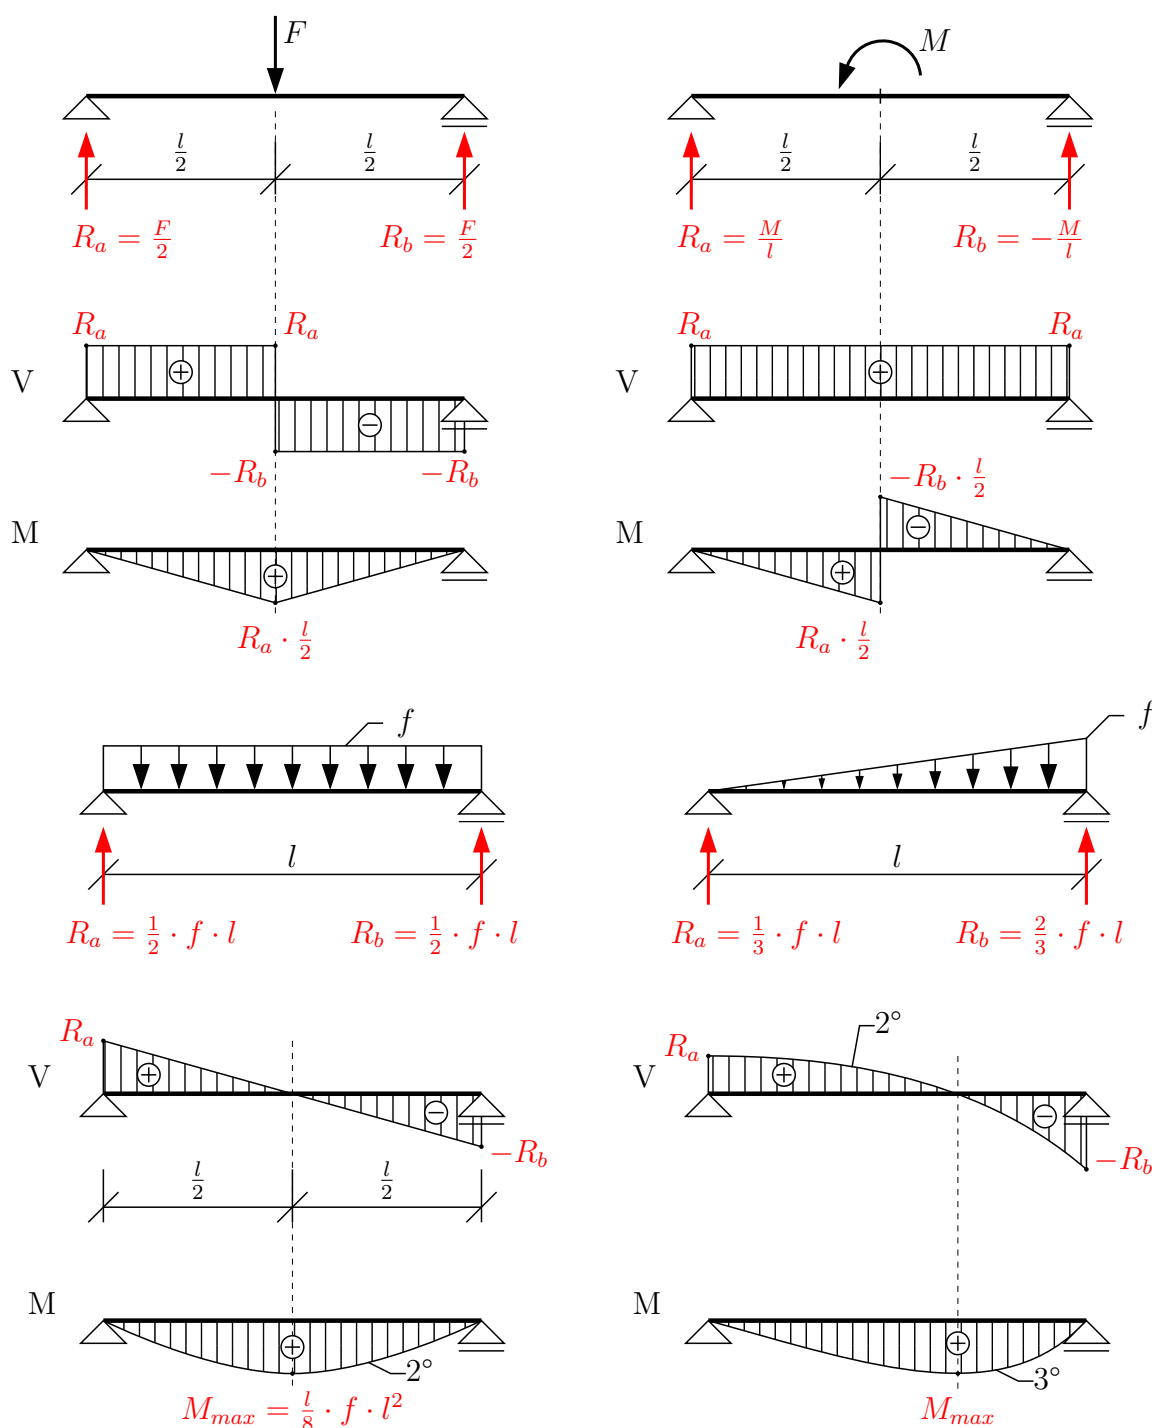 F M
l/2 l/2 l/2 l/2
R_a = F/2 R_b = F/2 R_a = M/l R_b = −M/l
R_a R_a R_a R_a
V + V +
−
−R_b −R_b −R_b · l/2
M + M + −
R_a · l/2 R_a · l/2
f f
l l
R_a = 1/2 · f · l R_b = 1/2 · f · l R_a = 1/3 · f · l R_b = 2/3 · f · l
R_a R_a 2°
V + − V + −
−R_b −R_b
l/2 l/2
M + M +
2° 3°
M_max = l/8 · f · l² M_max